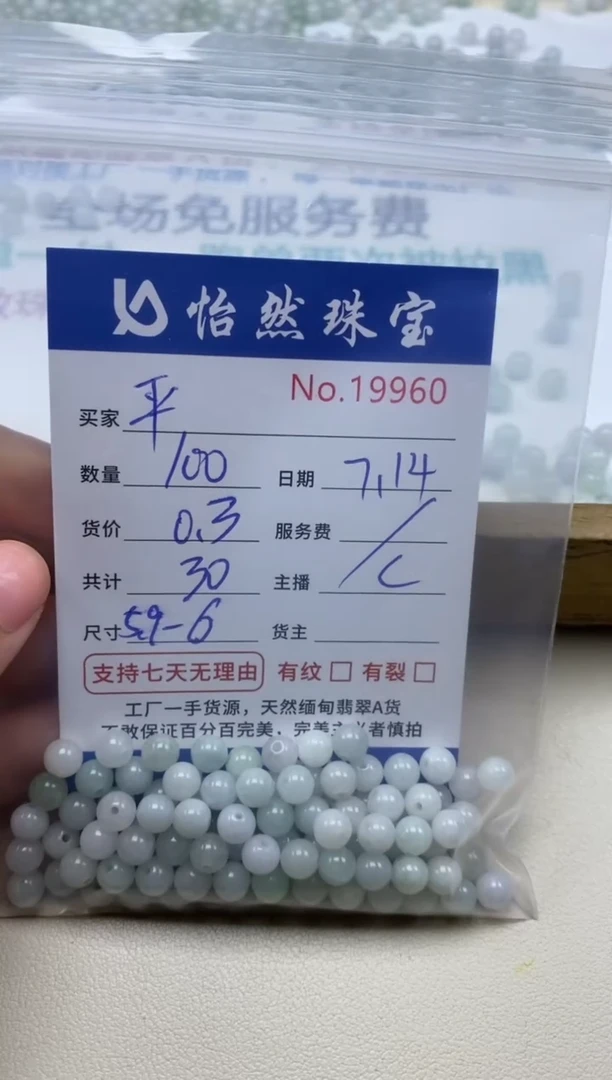 全场免服务费
怡然珠宝
No.19960
买家 平
数量 100 日期 7.14
货价 0.3 服务费 /
共计 30 主播 C
尺寸 5.9-6 货主
支持七天无理由 有纹 有裂
工厂一手货源，天然缅甸翡翠A货
不敢保证百分百完美，完美主义者慎拍